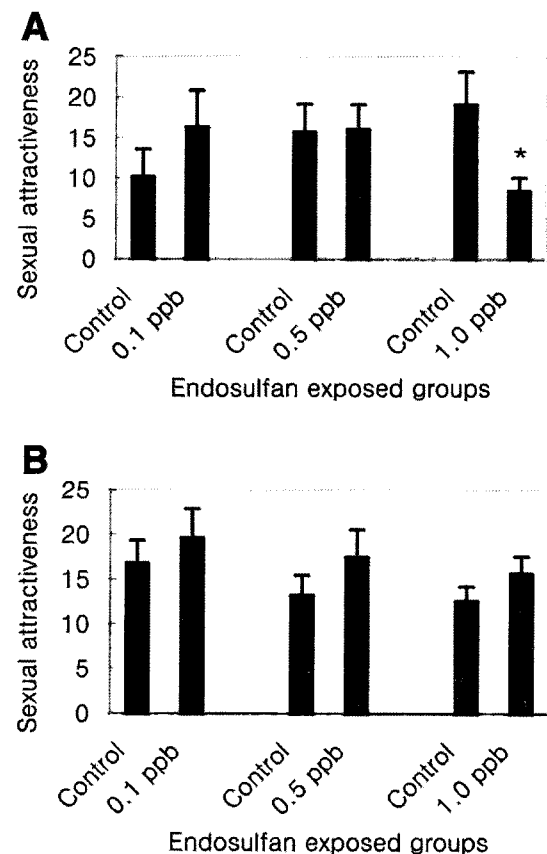 A
Sexual attractiveness
25
20
15
10
5
0
*
Control
0.1 ppb
Control
0.5 ppb
Control
1.0 ppb
Endosulfan exposed groups
B
Sexual attractiveness
25
20
15
10
5
0
Control
0.1 ppb
Control
0.5 ppb
Control
1.0 ppb
Endosulfan exposed groups